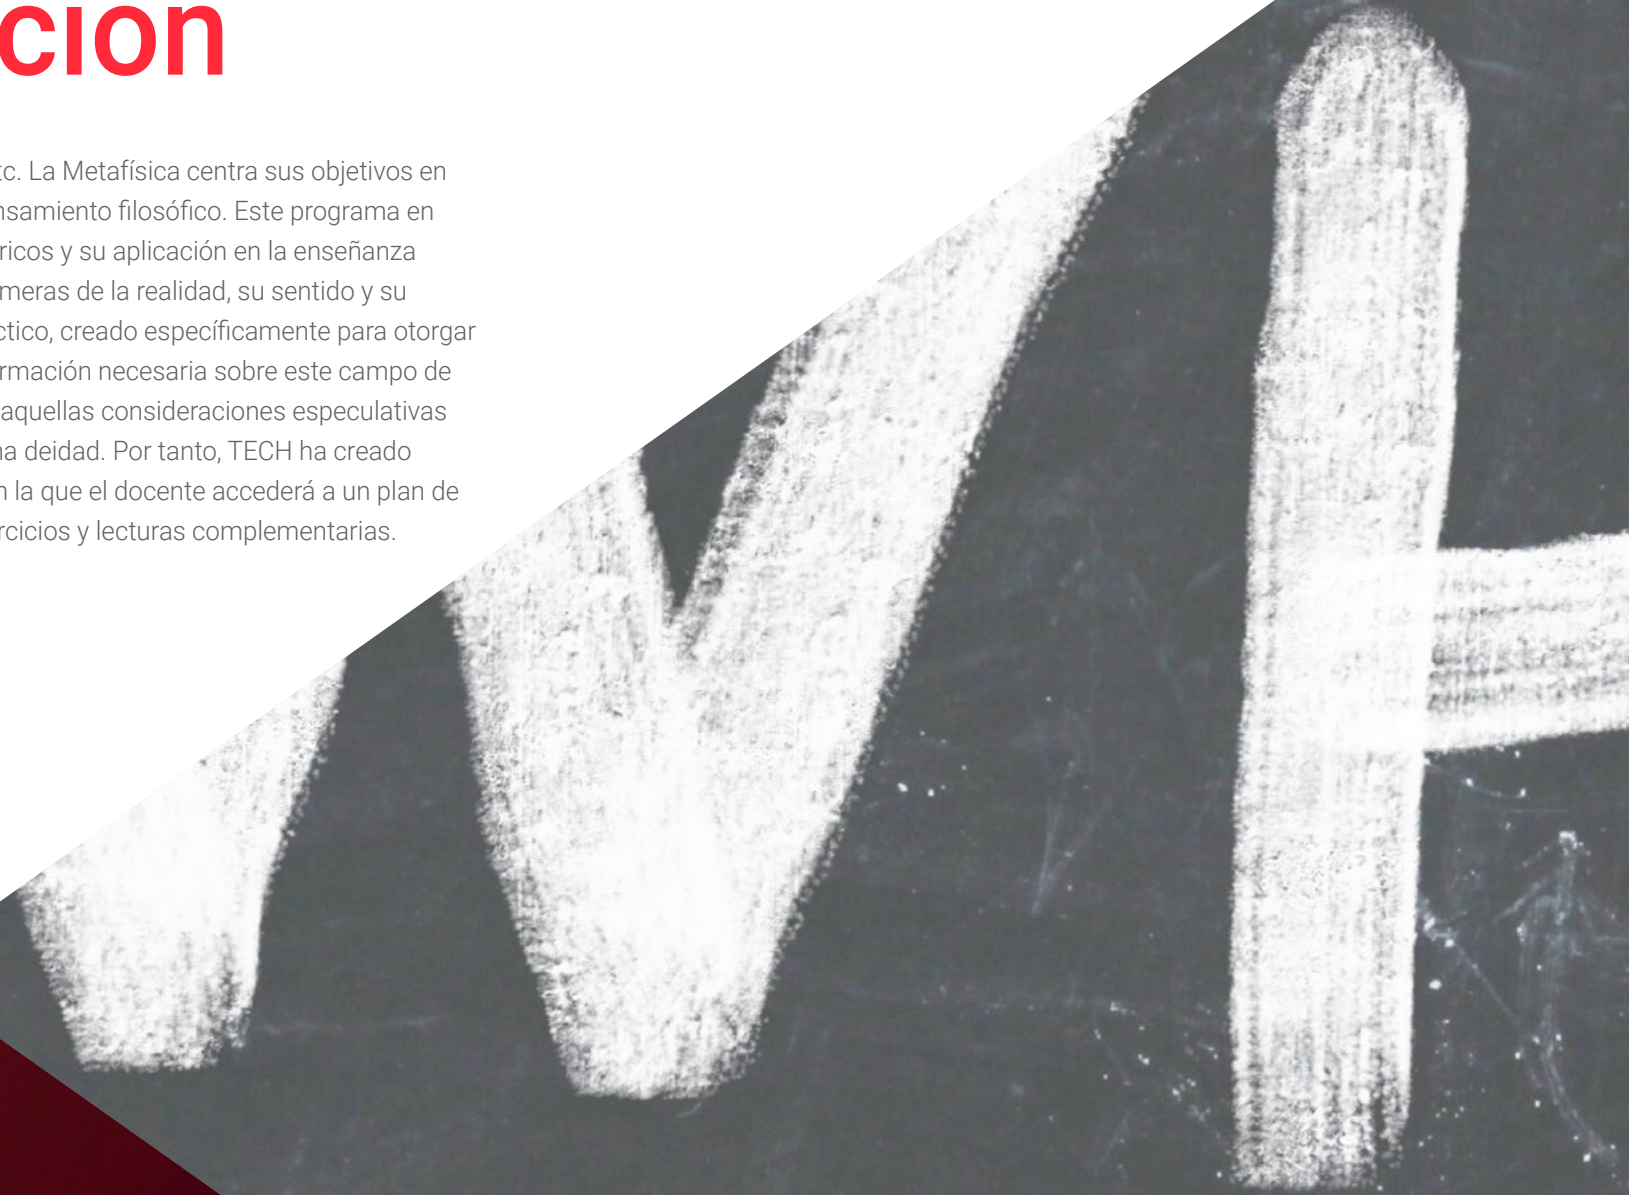 ción
tc. La Metafísica centra sus objetivos en
nsamiento filosófico. Este programa en
ricos y su aplicación en la enseñanza
meras de la realidad, su sentido y su
ctico, creado específicamente para otorgar
rmación necesaria sobre este campo de
aquellas consideraciones especulativas
na deidad. Por tanto, TECH ha creado
n la que el docente accederá a un plan de
rcicios y lecturas complementarias.